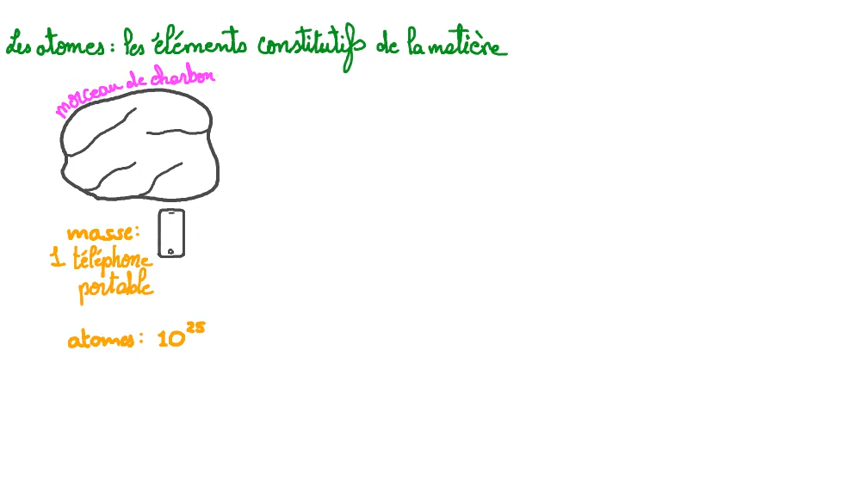 Les atomes : les éléments constitutifs de la matière
morceau de charbon
masse :
1 téléphone
portable
atomes : 10²⁵